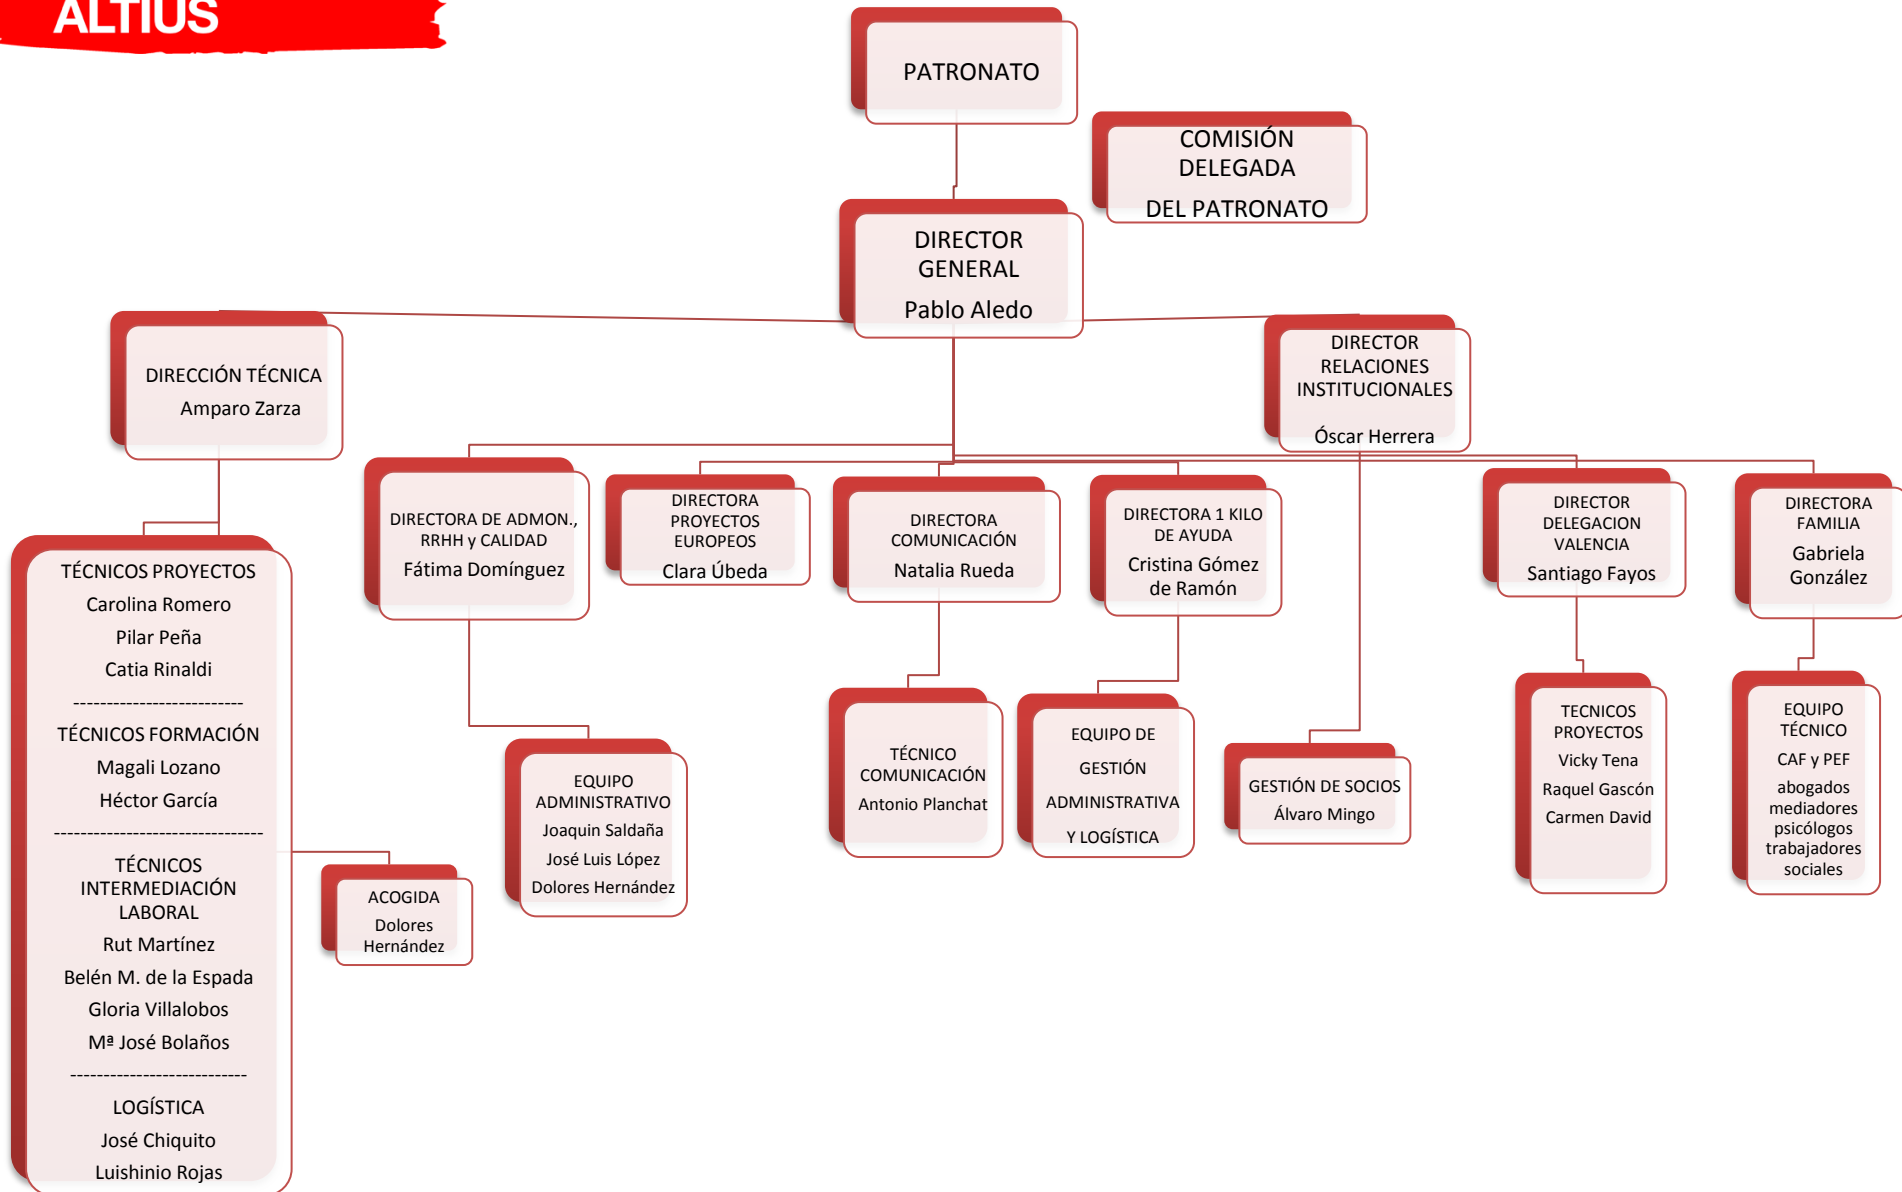 ALTIUS
PATRONATO
COMISIÓN
DELEGADA
DEL PATRONATO
DIRECTOR
GENERAL
Pablo Aledo
DIRECCIÓN TÉCNICA
Amparo Zarza
DIRECTOR
RELACIONES
INSTITUCIONALES
Óscar Herrera
DIRECTORA DE ADMON.,
RRHH y CALIDAD
Fátima Domínguez
DIRECTORA
PROYECTOS
EUROPEOS
Clara Úbeda
DIRECTORA
COMUNICACIÓN
Natalia Rueda
DIRECTORA 1 KILO
DE AYUDA
Cristina Gómez
de Ramón
DIRECTOR
DELEGACION
VALENCIA
Santiago Fayos
DIRECTORA
FAMILIA
Gabriela
González
TÉCNICOS PROYECTOS
Carolina Romero
Pilar Peña
Catia Rinaldi
--------------------------
TÉCNICOS FORMACIÓN
Magali Lozano
Héctor García
--------------------------------
TÉCNICOS
INTERMEDIACIÓN
LABORAL
Rut Martínez
Belén M. de la Espada
Gloria Villalobos
Mª José Bolaños
---------------------------
LOGÍSTICA
José Chiquito
Luishinio Rojas
ACOGIDA
Dolores
Hernández
EQUIPO
ADMINISTRATIVO
Joaquin Saldaña
José Luis López
Dolores Hernández
TÉCNICO
COMUNICACIÓN
Antonio Planchat
EQUIPO DE
GESTIÓN
ADMINISTRATIVA
Y LOGÍSTICA
GESTIÓN DE SOCIOS
Álvaro Mingo
TECNICOS
PROYECTOS
Vicky Tena
Raquel Gascón
Carmen David
EQUIPO
TÉCNICO
CAF y PEF
abogados
mediadores
psicólogos
trabajadores
sociales